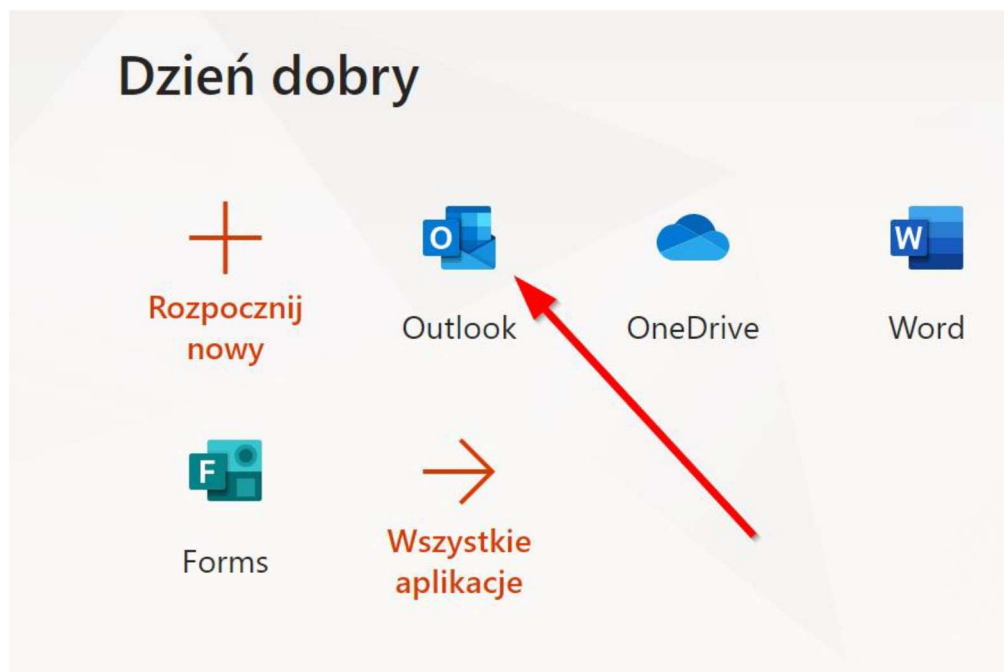 Dzień dobry
Rozpocznij
nowy
O
Outlook
OneDrive
W
Word
F
Forms
Wszystkie
aplikacje